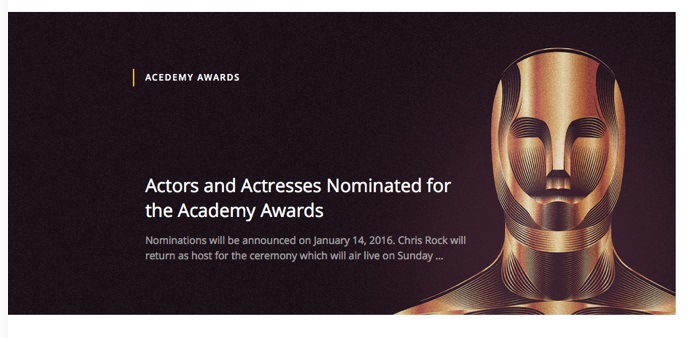 ACEDEMY AWARDS
Actors and Actresses Nominated for
the Academy Awards
Nominations will be announced on January 14, 2016. Chris Rock will
return as host for the ceremony which will air live on Sunday ...